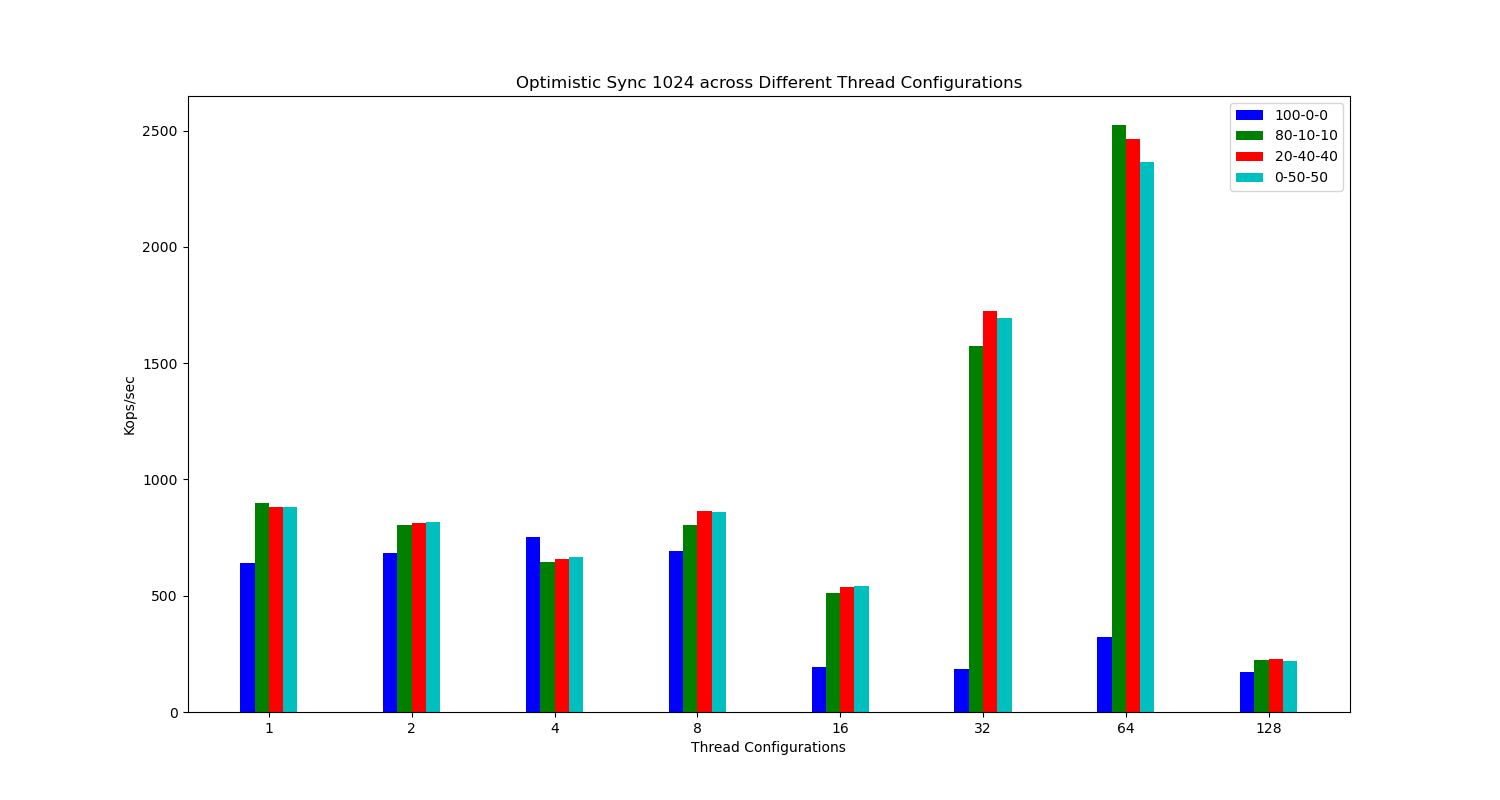 Optimistic Sync 1024 across Different Thread Configurations
100-0-0
80-10-10
20-40-40
0-50-50
2500
2000
1500
1000
500
0
Kops/sec
1 2 4 8 16 32 64 128
Thread Configurations